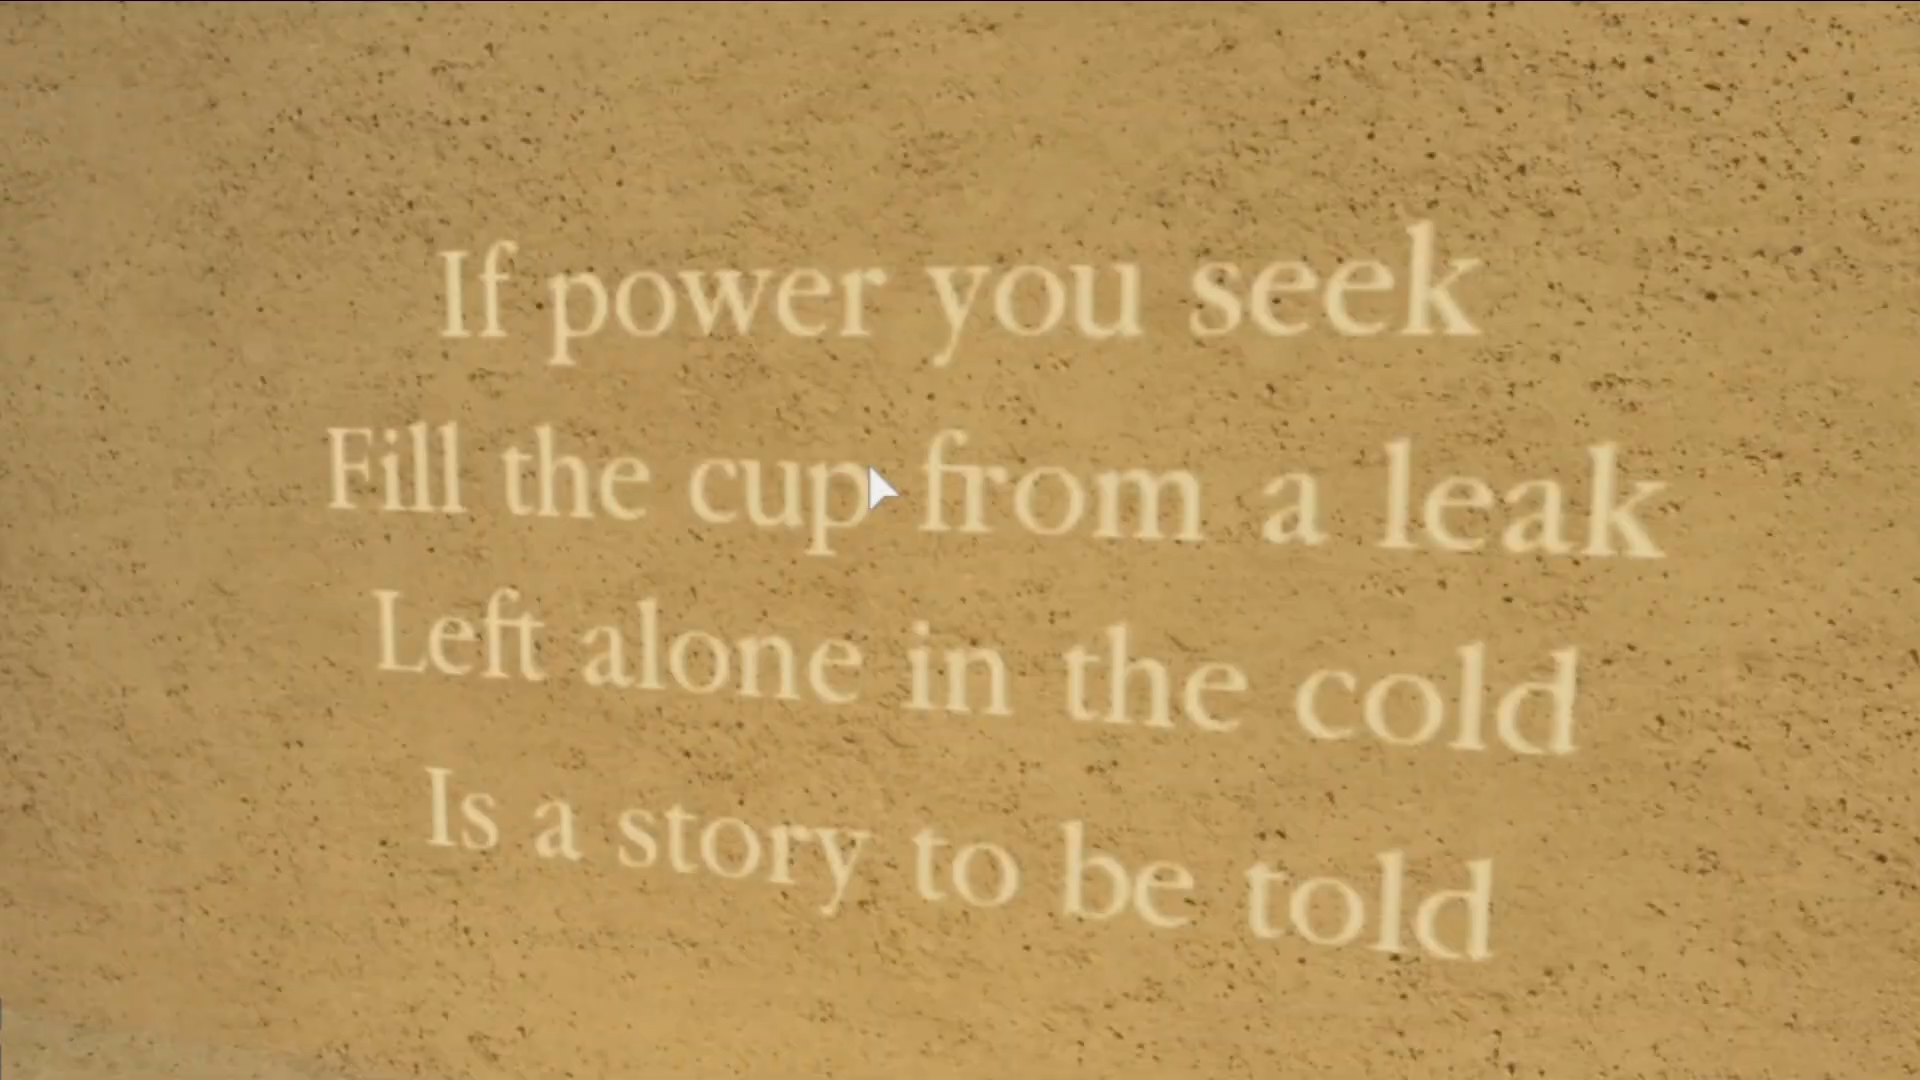 If power you seek
Fill the cup from a leak
Left alone in the cold
Is a story to be told